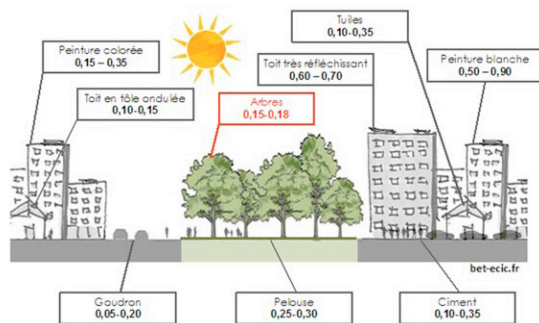 Tuiles
0,10-0,35
Peinture colorée
0,15 – 0,35
Toit très réfléchissant
0,60 – 0,70
Peinture blanche
0,50 – 0,90
Toit en tôle ondulée
0,10-0,15
Arbres
0,15-0,18
bet-ecic.fr
Goudron
0,05-0,20
Pelouse
0,25-0,30
Ciment
0,10-0,35